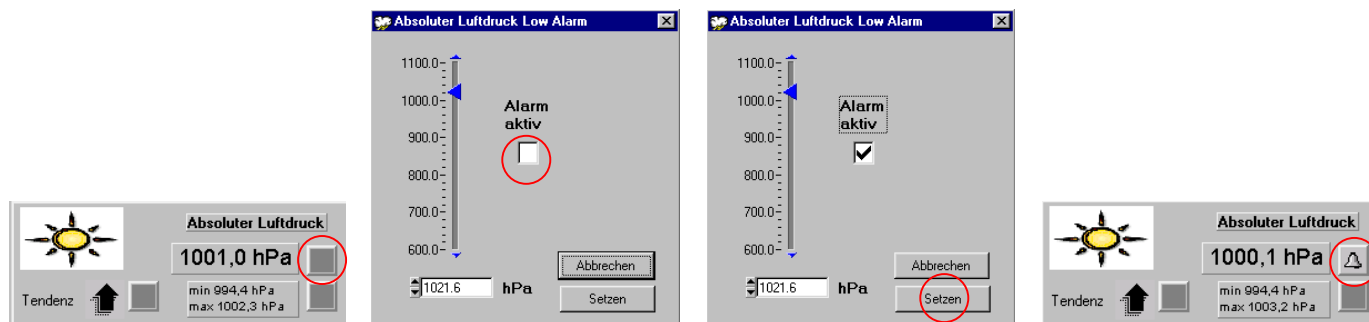 Absoluter Luftdruck
1001,0 hPa
Tendenz
min 994,4 hPa
max 1002,3 hPa
Absoluter Luftdruck Low Alarm
1100.0
1000.0
900.0
800.0
700.0
600.0
Alarm
aktiv
1021.6 hPa
Abbrechen
Setzen
Absoluter Luftdruck Low Alarm
1100.0
1000.0
900.0
800.0
700.0
600.0
Alarm
aktiv
1021.6 hPa
Abbrechen
Setzen
Absoluter Luftdruck
1000,1 hPa
Tendenz
min 994,4 hPa
max 1003,2 hPa